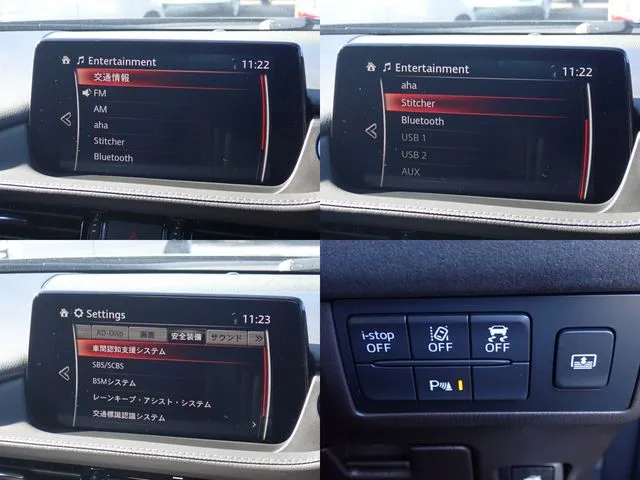 Entertainment
11:22
交通情報
FM
AM
aha
Stitcher
Bluetooth
Entertainment
11:22
aha
Stitcher
Bluetooth
USB 1
USB 2
AUX
Settings
11:23
AD-Disp 画面 安全装備 サウンド
車間認知支援システム
SBS/SCBS
BSMシステム
レーンキープ・アシスト・システム
交通標識認識システム
i-stop
OFF
OFF
OFF
P